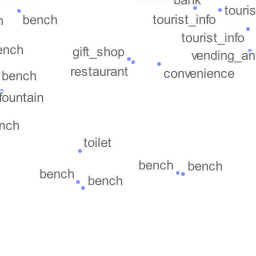 bank
touris
bench
tourist_info
tourist_info
ench
gift_shop
vending_an
restaurant
convenience
bench
fountain
nch
toilet
bench
bench
bench
bench